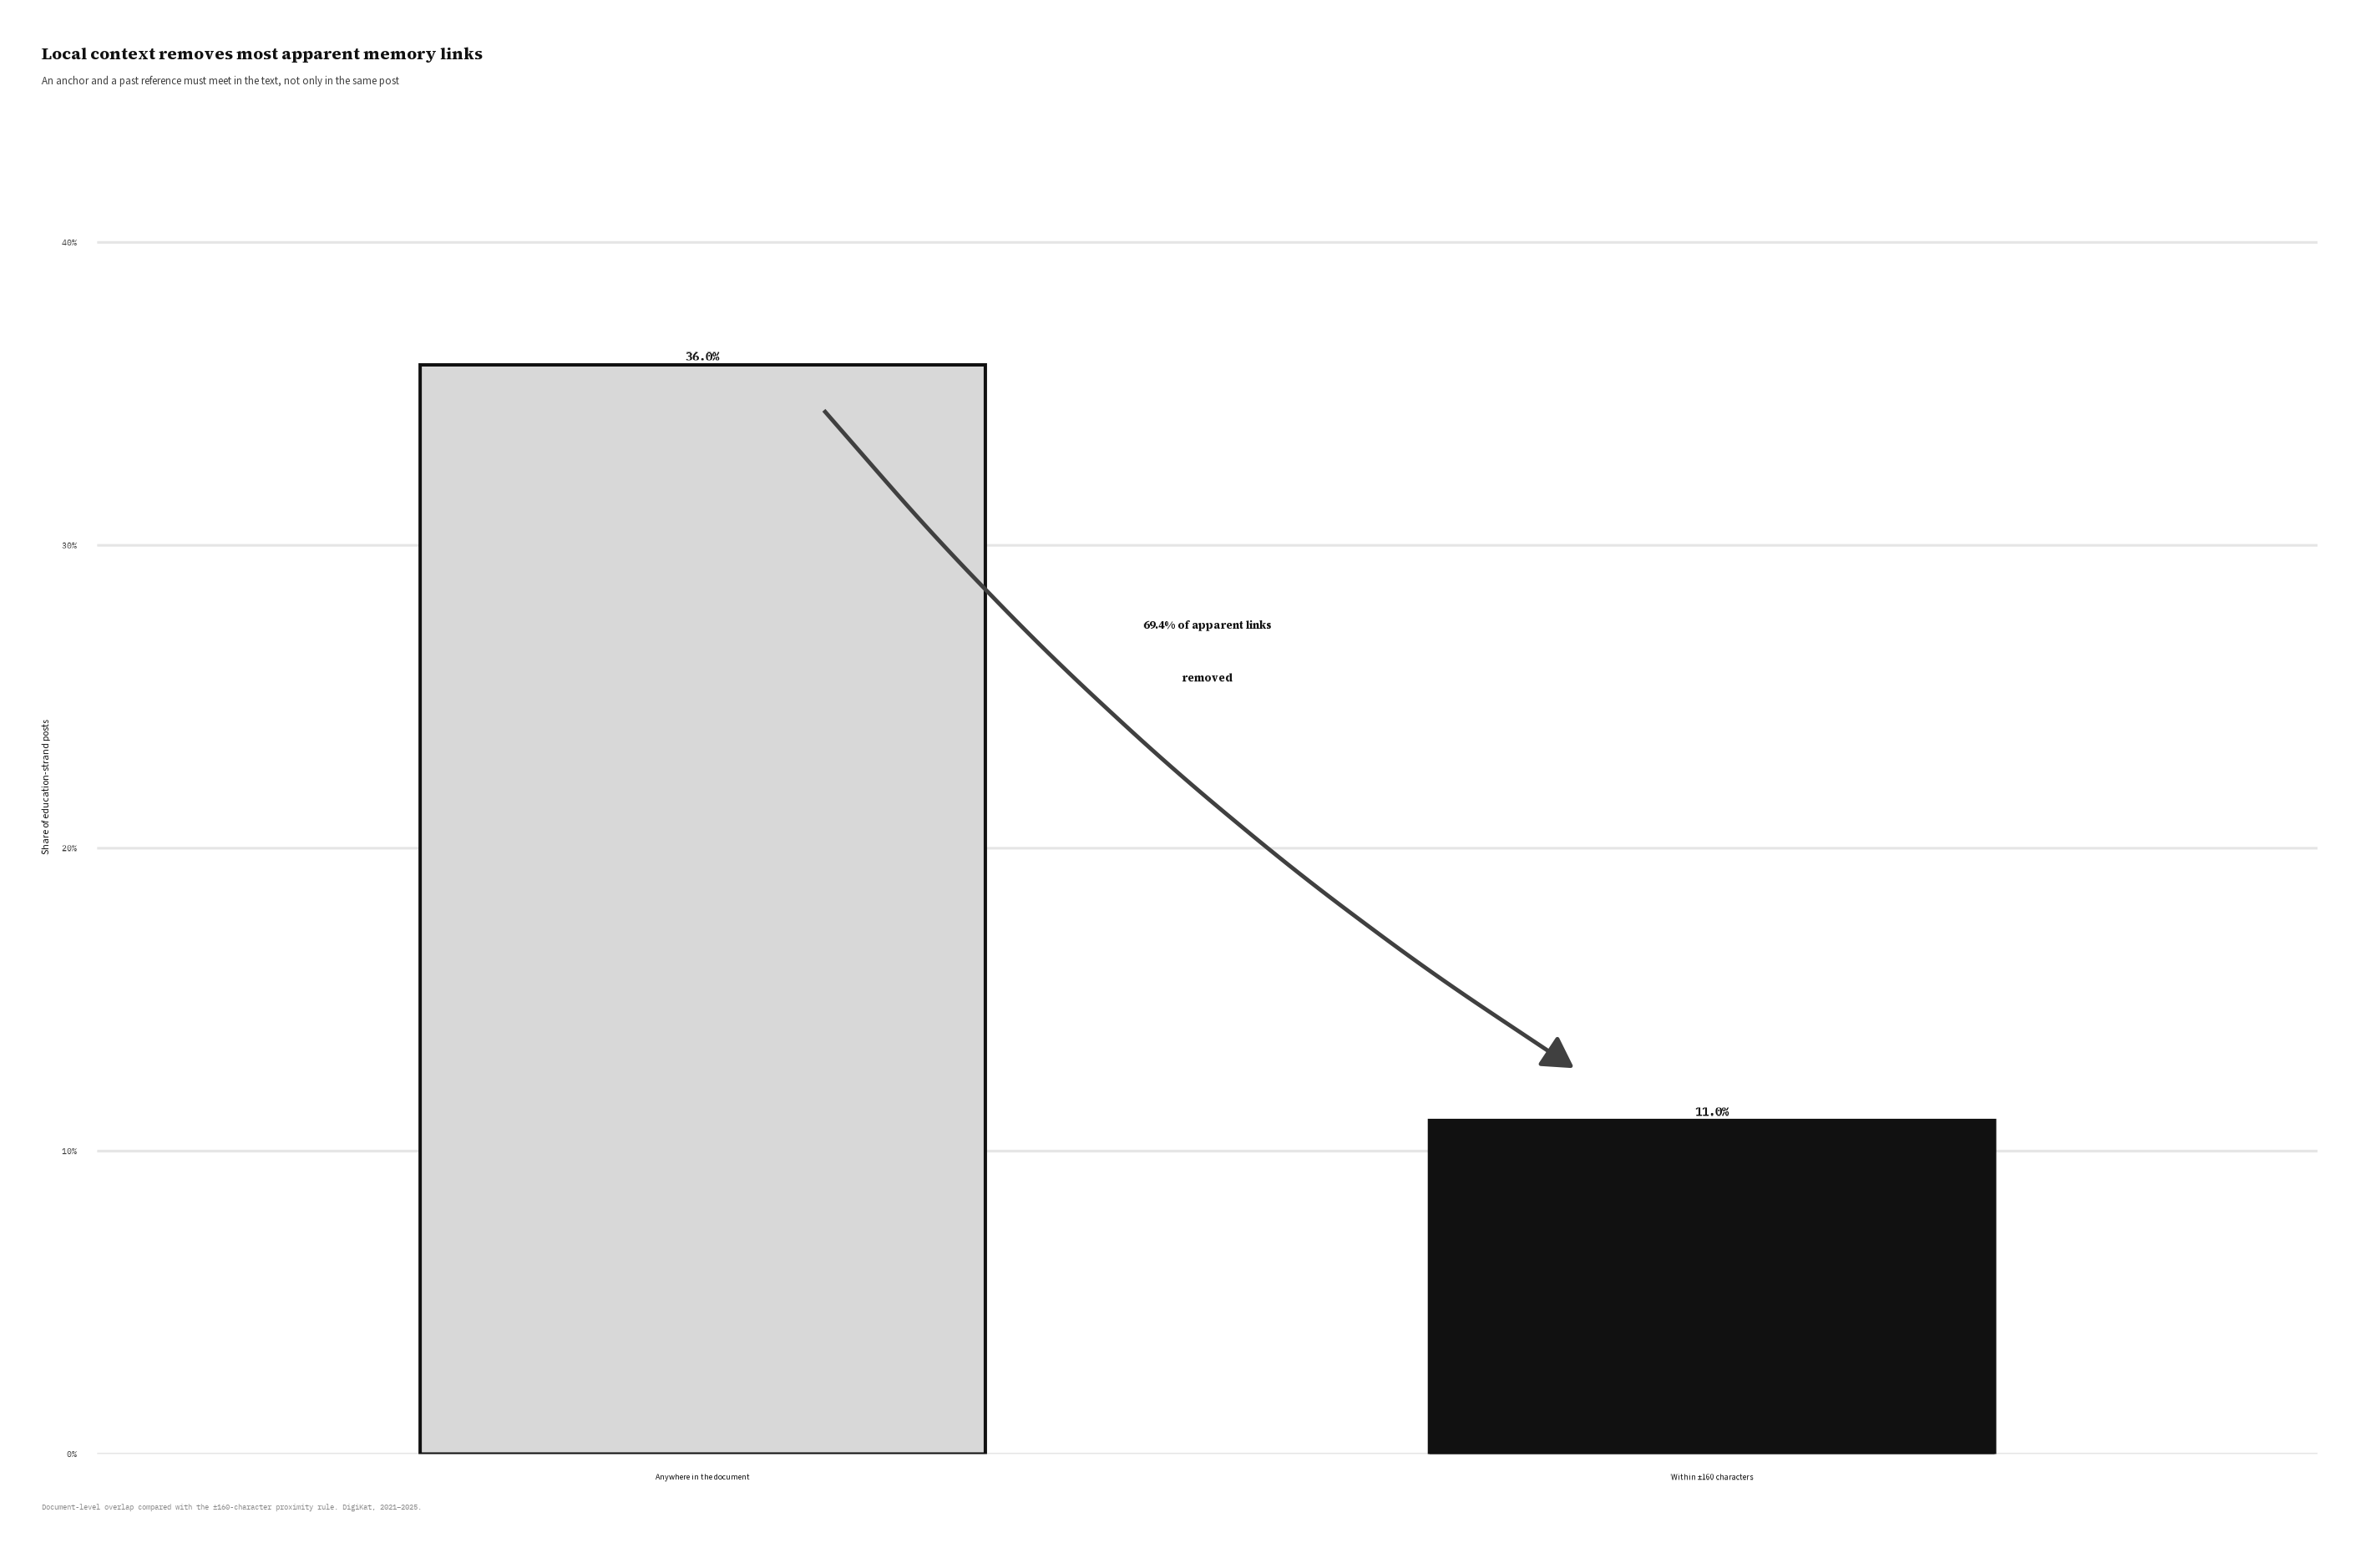 Local context removes most apparent memory links
An anchor and a past reference must meet in the text, not only in the same post
40%
36.0%
30%
69.4% of apparent links
removed
Share of education-strand posts
20%
11.0%
10%
0%
Anywhere in the document
Within ±160 characters
Document-level overlap compared with the ±160-character proximity rule. DigiKat, 2021–2025.